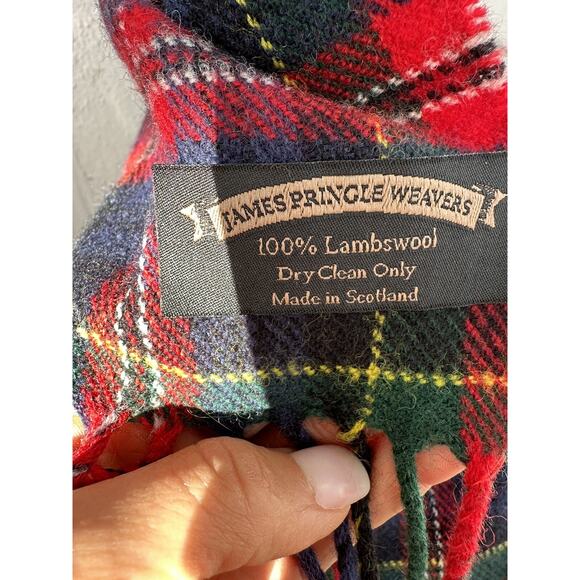 JAMES PRINGLE WEAVERS
100% Lambswool
Dry Clean Only
Made in Scotland